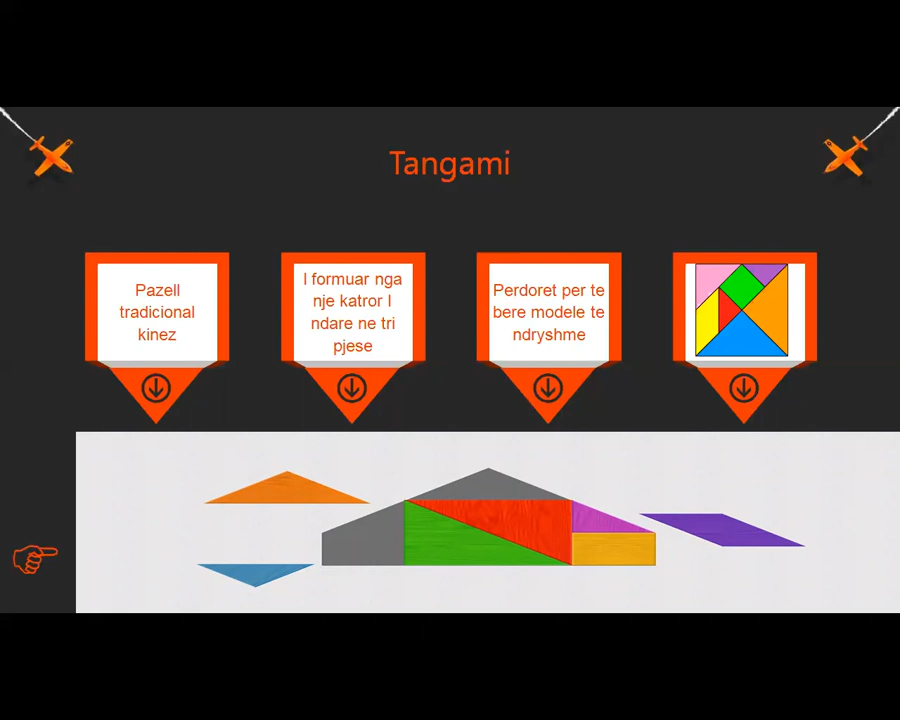 Tangami
Pazell
tradicional
kinez
I formuar nga
nje katror I
ndare ne tri
pjese
Perdoret per te
bere modele te
ndryshme